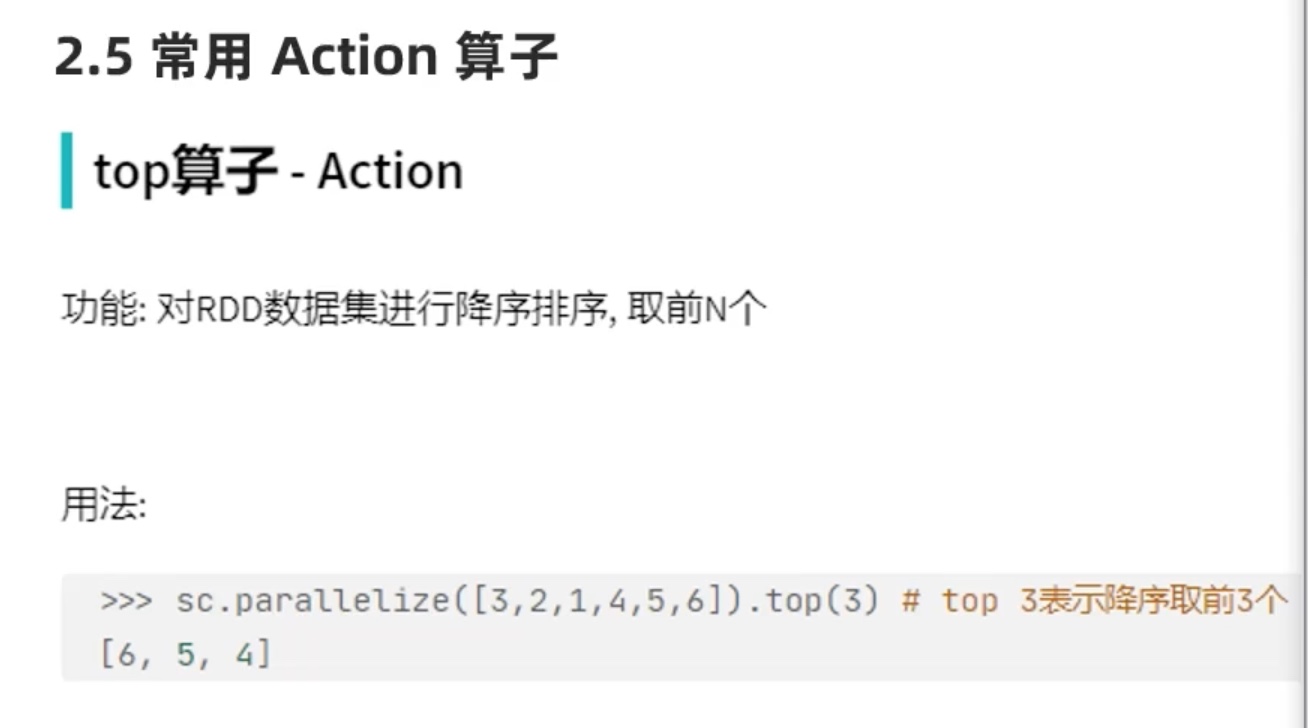 2.5 常用 Action 算子
top算子 - Action
功能: 对RDD数据集进行降序排序, 取前N个
用法:
>>> sc.parallelize([3,2,1,4,5,6]).top(3) # top 3表示降序取前3个
[6, 5, 4]